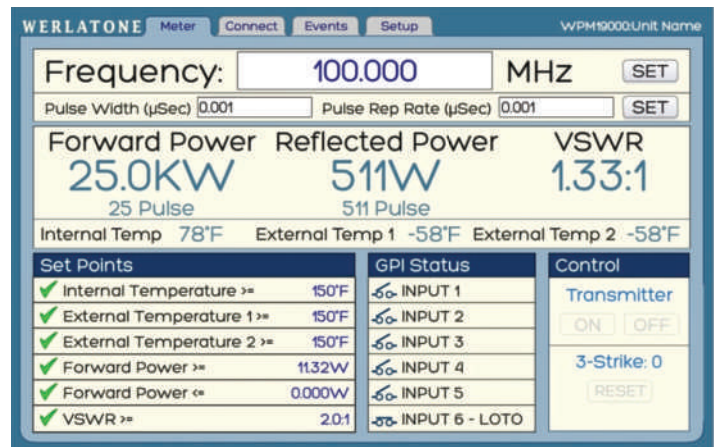 WERLATONE Meter Connect Events Setup WPM19000:Unit Name
Frequency: 100.000 MHz SET
Pulse Width (µSec) 0.001 Pulse Rep Rate (µSec) 0.001 SET
Forward Power Reflected Power VSWR
25.0KW 511W 1.33:1
25 Pulse 511 Pulse
Internal Temp 78°F External Temp 1 -58°F External Temp 2 -58°F
Set Points GPI Status Control
Internal Temperature >= 150°F INPUT 1 Transmitter
External Temperature 1 >= 150°F INPUT 2 ON OFF
External Temperature 2 >= 150°F INPUT 3
Forward Power >= 1132W INPUT 4 3-Strike: 0
Forward Power <= 0.000W INPUT 5 RESET
VSWR >= 2.0:1 INPUT 6 - LOTO